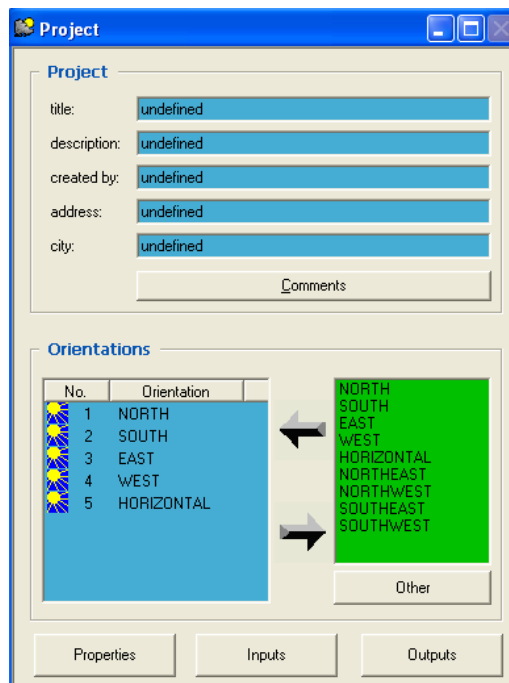 Project
Project
title: undefined
description: undefined
created by: undefined
address: undefined
city: undefined
Comments
Orientations
No. Orientation
1 NORTH
2 SOUTH
3 EAST
4 WEST
5 HORIZONTAL
NORTH
SOUTH
EAST
WEST
HORIZONTAL
NORTHEAST
NORTHWEST
SOUTHEAST
SOUTHWEST
Other
Properties Inputs Outputs